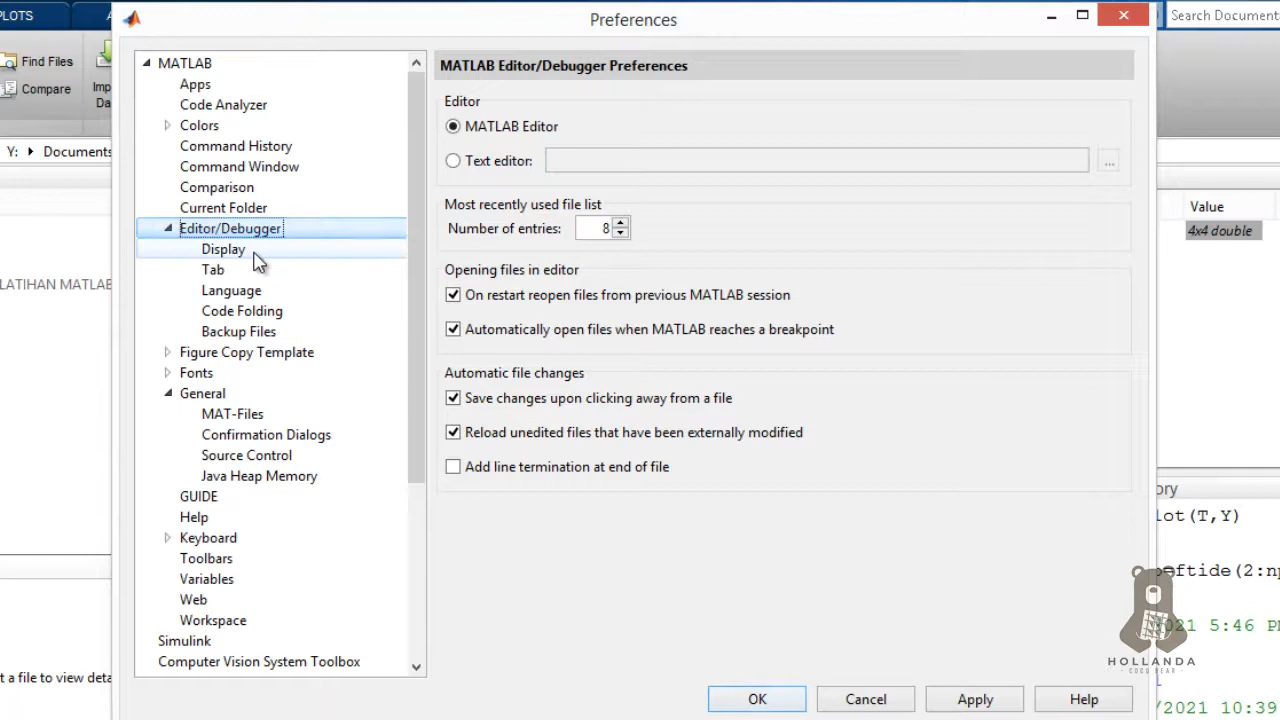 PLOTS
A
Preferences
Search Document
Find Files
Compare
Imp
Da
Y:
Documents
LATIHAN MATLAB
t a file to view deta
MATLAB
Apps
Code Analyzer
Colors
Command History
Command Window
Comparison
Current Folder
Editor/Debugger
Display
Tab
Language
Code Folding
Backup Files
Figure Copy Template
Fonts
General
MAT-Files
Confirmation Dialogs
Source Control
Java Heap Memory
GUIDE
Help
Keyboard
Toolbars
Variables
Web
Workspace
Simulink
Computer Vision System Toolbox
MATLAB Editor/Debugger Preferences
Editor
MATLAB Editor
Text editor:
...
Most recently used file list
Number of entries: 8
Opening files in editor
On restart reopen files from previous MATLAB session
Automatically open files when MATLAB reaches a breakpoint
Automatic file changes
Save changes upon clicking away from a file
Reload unedited files that have been externally modified
Add line termination at end of file
OK
Cancel
Apply
Help
Value
4x4 double
ory
lot(T,Y)
eftide(2:np
2021 5:46 PM
/2021 10:39
HOLLANDA
- COCO BEAR -